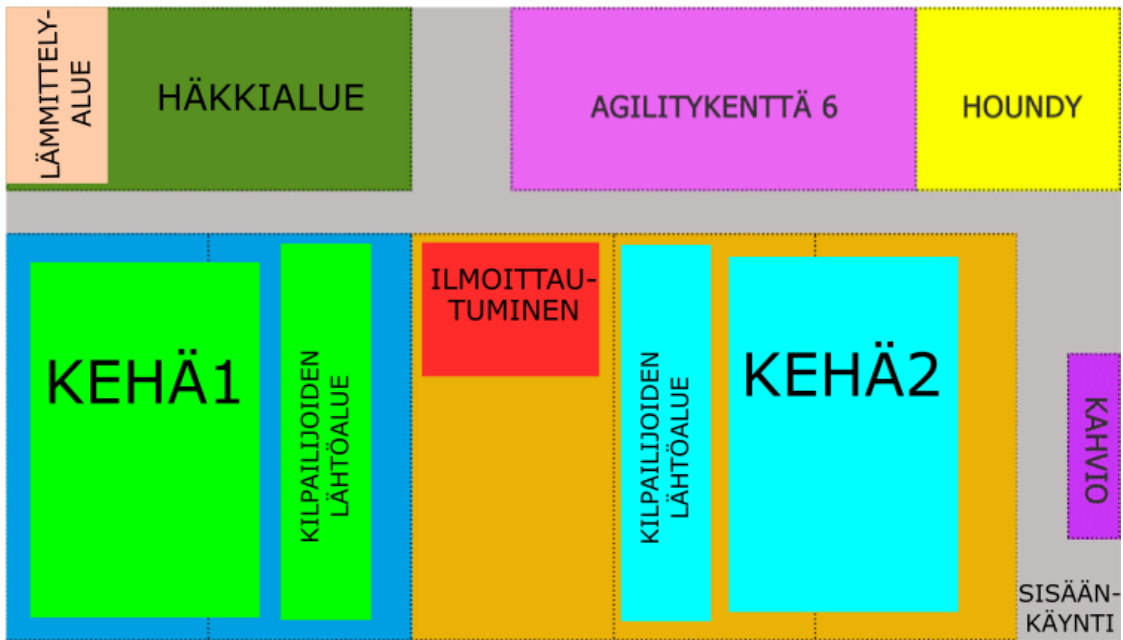 LÄMMITTELY-
ALUE
HÄKKIALUE
AGILITYKENTTÄ 6
HOUNDY
KEHÄ1
KILPAILIJOIDEN
LÄHTÖALUE
ILMOITTAU-
TUMINEN
KILPAILIJOIDEN
LÄHTÖALUE
KEHÄ2
KAHVIO
SISÄÄN-
KÄYNTI